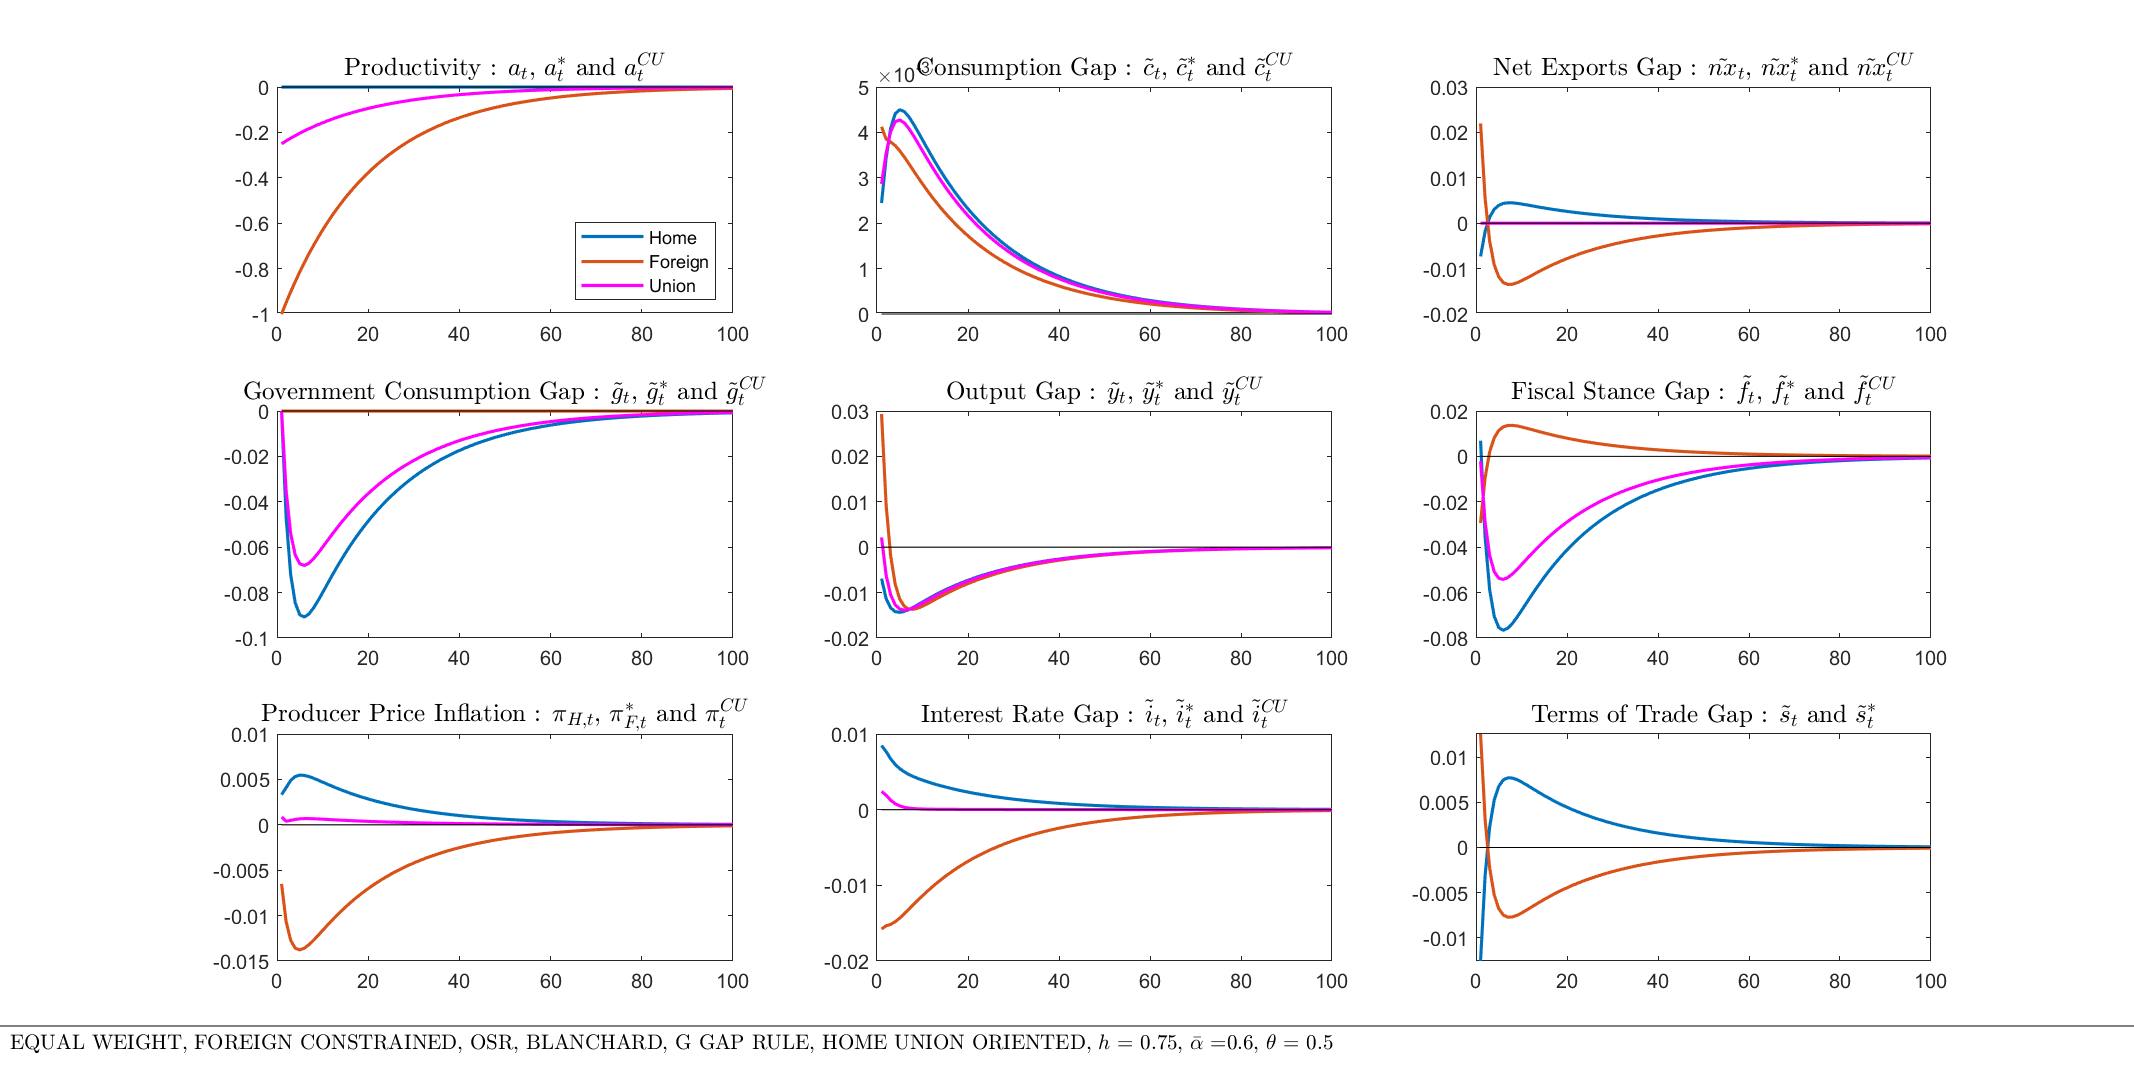 Productivity : a_t, a_t^* and a_t^{CU}
0
-0.2
-0.4
-0.6
-0.8
-1
0 20 40 60 80 100
Home
Foreign
Union
Consumption Gap : c̃_t, c̃_t^* and c̃_t^{CU}
5
4
3
2
1
0
0 20 40 60 80 100
Net Exports Gap : ñx_t, ñx_t^* and ñx_t^{CU}
0.03
0.02
0.01
0
-0.01
-0.02
0 20 40 60 80 100
Government Consumption Gap : g̃_t, g̃_t^* and g̃_t^{CU}
0
-0.02
-0.04
-0.06
-0.08
-0.1
0 20 40 60 80 100
Output Gap : ỹ_t, ỹ_t^* and ỹ_t^{CU}
0.03
0.02
0.01
0
-0.01
-0.02
0 20 40 60 80 100
Fiscal Stance Gap : f̃_t, f̃_t^* and f̃_t^{CU}
0.02
0
-0.02
-0.04
-0.06
-0.08
0 20 40 60 80 100
Producer Price Inflation : π_{H,t}, π_{F,t}^* and π_t^{CU}
0.01
0.005
0
-0.005
-0.01
-0.015
0 20 40 60 80 100
Interest Rate Gap : ĩ_t, ĩ_t^* and ĩ_t^{CU}
0.01
0
-0.01
-0.02
0 20 40 60 80 100
Terms of Trade Gap : s̃_t and s̃_t^*
0.01
0.005
0
-0.005
-0.01
0 20 40 60 80 100
EQUAL WEIGHT, FOREIGN CONSTRAINED, OSR, BLANCHARD, G GAP RULE, HOME UNION ORIENTED, h = 0.75, ᾱ =0.6, θ = 0.5